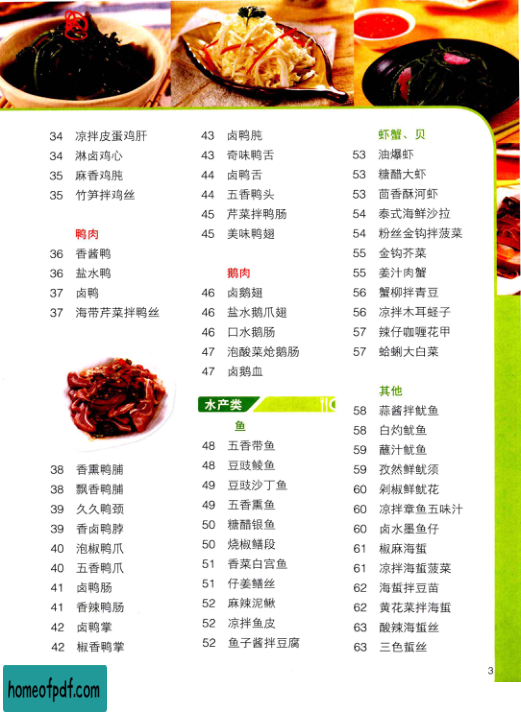 34 凉拌皮蛋鸡肝
34 淋卤鸡心
35 麻香鸡肫
35 竹笋拌鸡丝
鸭肉
36 香酱鸭
36 盐水鸭
37 卤鸭
37 海带芹菜拌鸭丝
38 香熏鸭脯
38 飘香鸭脯
39 久久鸭颈
39 香卤鸭脖
40 泡椒鸭爪
40 五香鸭爪
41 卤鸭肠
41 香辣鸭肠
42 卤鸭掌
42 椒香鸭掌
43 卤鸭肫
43 奇味鸭舌
44 卤鸭舌
44 五香鸭头
45 芹菜拌鸭肠
45 美味鸭翅
鹅肉
46 卤鹅翅
46 盐水鹅爪翅
46 口水鹅肠
47 泡酸菜炝鹅肠
47 卤鹅血
水产类
鱼
48 五香带鱼
48 豆豉鲮鱼
49 豆豉沙丁鱼
49 五香熏鱼
50 糖醋银鱼
50 烧椒鳝段
51 香菜白宫鱼
51 仔姜鳝丝
52 麻辣泥鳅
52 凉拌鱼皮
52 鱼子酱拌豆腐
虾蟹、贝
53 油爆虾
53 糖醋大虾
53 茴香酥河虾
54 泰式海鲜沙拉
54 粉丝金钩拌菠菜
55 金钩芥菜
55 姜汁肉蟹
56 蟹柳拌青豆
56 凉拌木耳蛏子
57 辣仔咖喱花甲
57 蛤蜊大白菜
其他
58 蒜酱拌鱿鱼
58 白灼鱿鱼
59 蘸汁鱿鱼
59 孜然鲜鱿须
60 剁椒鲜鱿花
60 凉拌章鱼五味汁
60 卤水墨鱼仔
61 椒麻海蜇
61 凉拌海蜇菠菜
62 海蜇拌豆苗
62 黄花菜拌海蜇
63 酸辣海蜇丝
63 三色蜇丝
3
homeofpdf.com